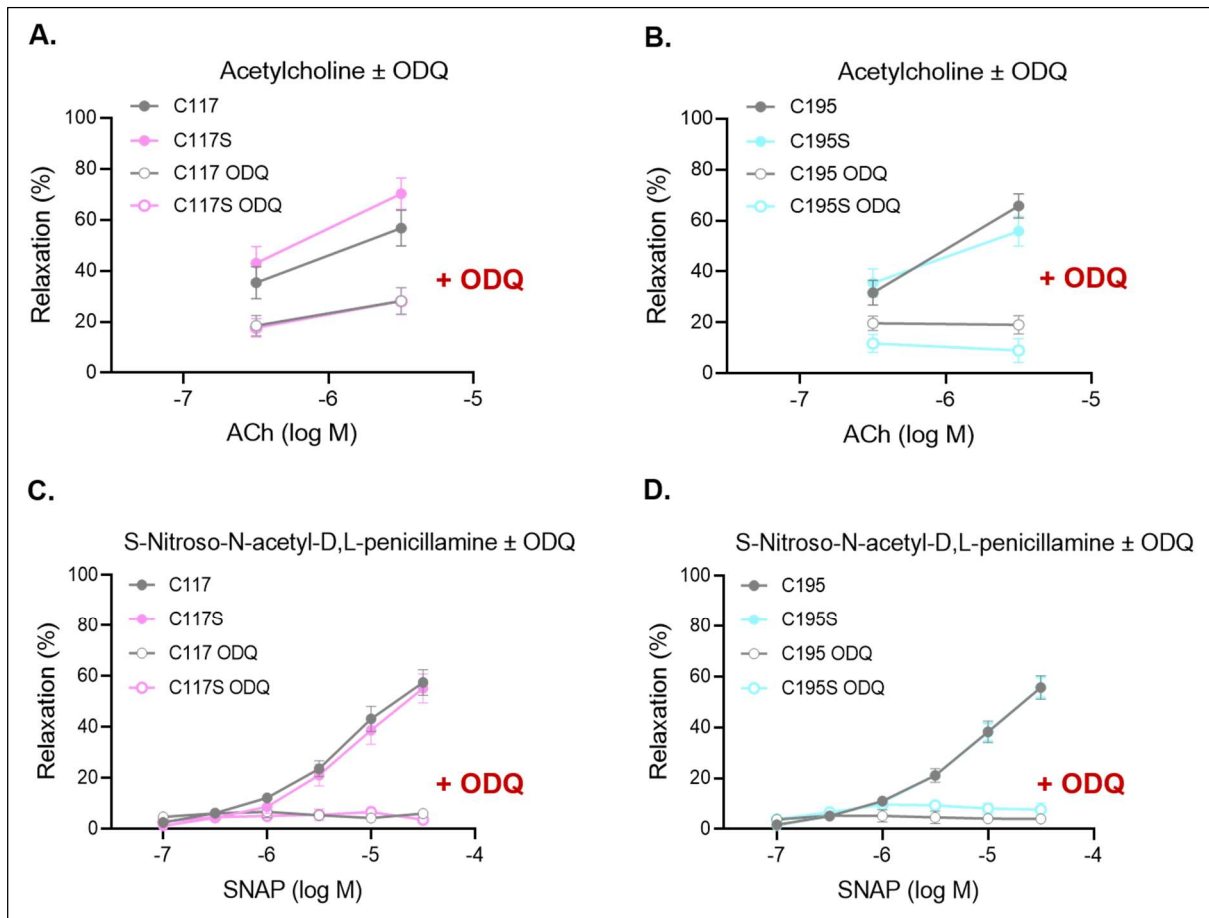 A.
Acetylcholine ± ODQ
C117
C117S
C117 ODQ
C117S ODQ
Relaxation (%)
100
80
60
40
20
0
+ ODQ
-7
-6
-5
ACh (log M)
B.
Acetylcholine ± ODQ
C195
C195S
C195 ODQ
C195S ODQ
Relaxation (%)
100
80
60
40
20
0
+ ODQ
-7
-6
-5
ACh (log M)
C.
S-Nitroso-N-acetyl-D,L-penicillamine ± ODQ
C117
C117S
C117 ODQ
C117S ODQ
Relaxation (%)
100
80
60
40
20
0
+ ODQ
-7
-6
-5
-4
SNAP (log M)
D.
S-Nitroso-N-acetyl-D,L-penicillamine ± ODQ
C195
C195S
C195 ODQ
C195S ODQ
Relaxation (%)
100
80
60
40
20
0
+ ODQ
-7
-6
-5
-4
SNAP (log M)